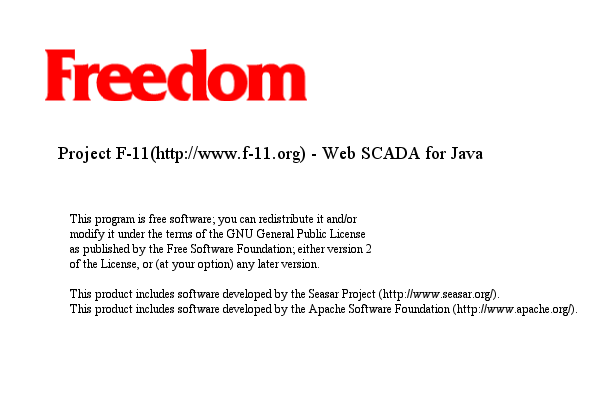 Freedom
Project F-11(http://www.f-11.org) - Web SCADA for Java
This program is free software; you can redistribute it and/or
modify it under the terms of the GNU General Public License
as published by the Free Software Foundation; either version 2
of the License, or (at your option) any later version.
This product includes software developed by the Seasar Project (http://www.seasar.org/).
This product includes software developed by the Apache Software Foundation (http://www.apache.org/).